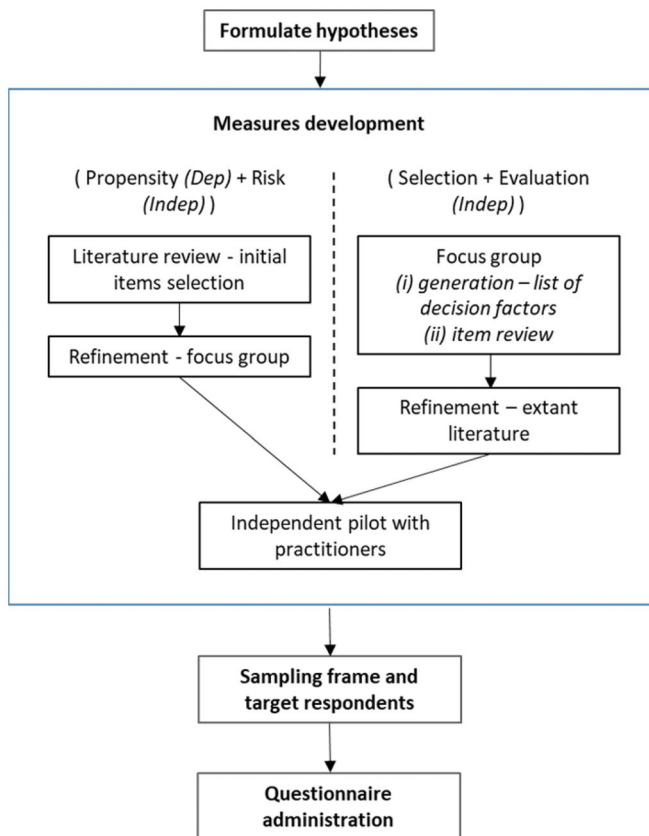 Formulate hypotheses
Measures development
( Propensity (Dep) + Risk
(Indep) )
Literature review - initial
items selection
Refinement - focus group
( Selection + Evaluation
(Indep) )
Focus group
(i) generation – list of
decision factors
(ii) item review
Refinement – extant
literature
Independent pilot with
practitioners
Sampling frame and
target respondents
Questionnaire
administration